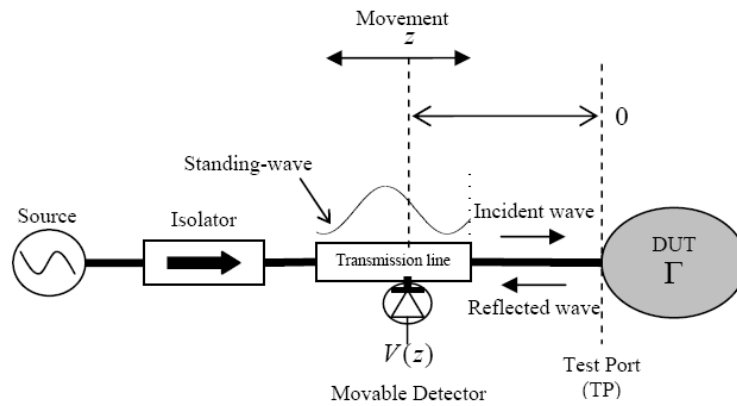 Movement
z
0
Standing-wave
Source
Isolator
Incident wave
Transmission line
DUT
Γ
Reflected wave
V(z)
Test Port
(TP)
Movable Detector